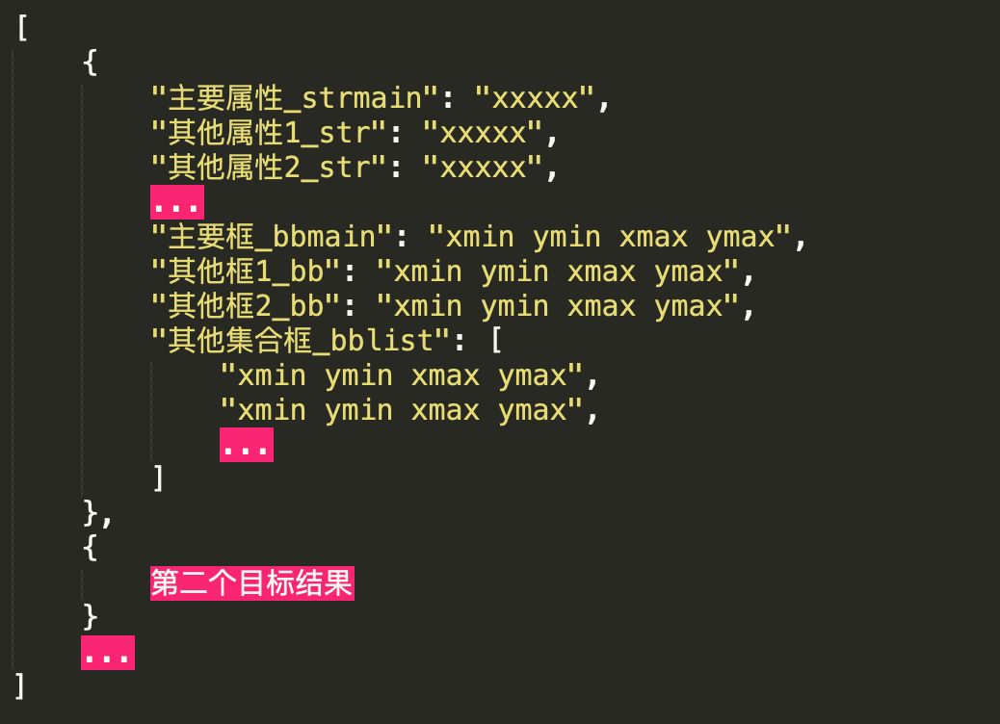 [
{
"主要属性_strmain": "xxxxx",
"其他属性1_str": "xxxxx",
"其他属性2_str": "xxxxx",
...
"主要框_bbmain": "xmin ymin xmax ymax",
"其他框1_bb": "xmin ymin xmax ymax",
"其他框2_bb": "xmin ymin xmax ymax",
"其他集合框_bblist": [
"xmin ymin xmax ymax",
"xmin ymin xmax ymax",
...
]
},
{
第二个目标结果
}
...
]